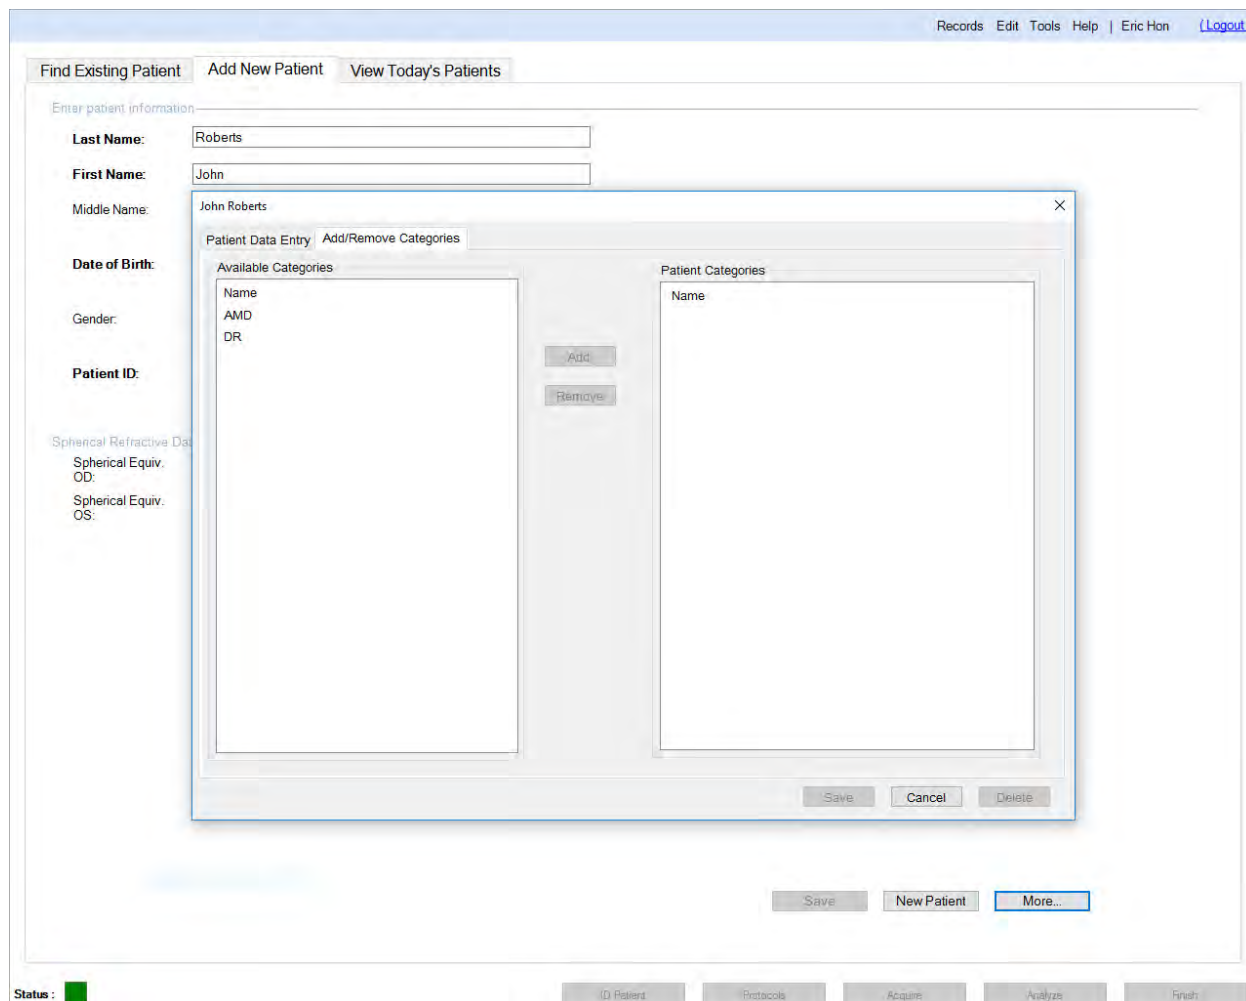 Records Edit Tools Help | Eric Hon (Logout
Find Existing Patient Add New Patient View Today's Patients
Enter patient information
Last Name: Roberts
First Name: John
Middle Name:
Date of Birth:
Gender:
Patient ID:
Spherical Refractive Dat
Spherical Equiv.
OD:
Spherical Equiv.
OS:
John Roberts
Patient Data Entry Add/Remove Categories
Available Categories
Name
AMD
DR
Add
Remove
Patient Categories
Name
Save Cancel Delete
Save New Patient More...
Status : ID Patient Protocols Acquire Analyze Finish